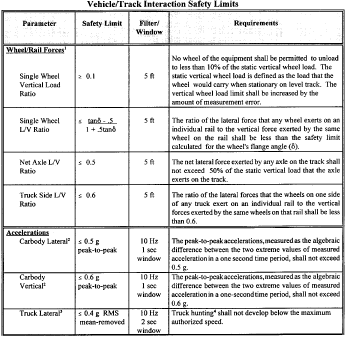 Vehicle/Track Interaction Safety Limits
Parameter
Safety Limit
Filter/
Window
Requirements
Wheel/Rail Forces¹
Single Wheel
Vertical Load
Ratio
≥ 0.1
5 ft
No wheel of the equipment shall be permitted to unload
to less than 10% of the static vertical wheel load. The
static vertical wheel load is defined as the load that the
wheel would carry when stationary on level track. The
vertical wheel load limit shall be increased by the
amount of measurement error.
Single Wheel
L/V Ratio
≤ tanδ - .5
1 + .5tanδ
5 ft
The ratio of the lateral force that any wheel exerts on an
individual rail to the vertical force exerted by the same
wheel on the rail shall be less than the safety limit
calculated for the wheel's flange angle (δ).
Net Axle L/V
Ratio
≤ 0.5
5 ft
The net lateral force exerted by any axle on the track shall
not exceed 50% of the static vertical load that the axle
exerts on the track.
Truck Side L/V
Ratio
≤ 0.6
5 ft
The ratio of the lateral forces that the wheels on one side
of any truck exert on an individual rail to the vertical
forces exerted by the same wheels on that rail shall be less
than 0.6.
Accelerations
Carbody Lateral²
≤ 0.5 g
peak-to-peak
10 Hz
1 sec
window
The peak-to-peak accelerations, measured as the algebraic
difference between the two extreme values of measured
acceleration in a one second time period, shall not exceed
0.5 g.
Carbody
Vertical²
≤ 0.6 g
peak-to-peak
10 Hz
1 sec
window
The peak-to-peak accelerations, measured as the algebraic
difference between the two extreme values of measured
acceleration in a one-second time period, shall not exceed
0.6 g.
Truck Lateral³
≤ 0.4 g RMS
mean-removed
10 Hz
2 sec
window
Truck hunting⁴ shall not develop below the maximum
authorized speed.